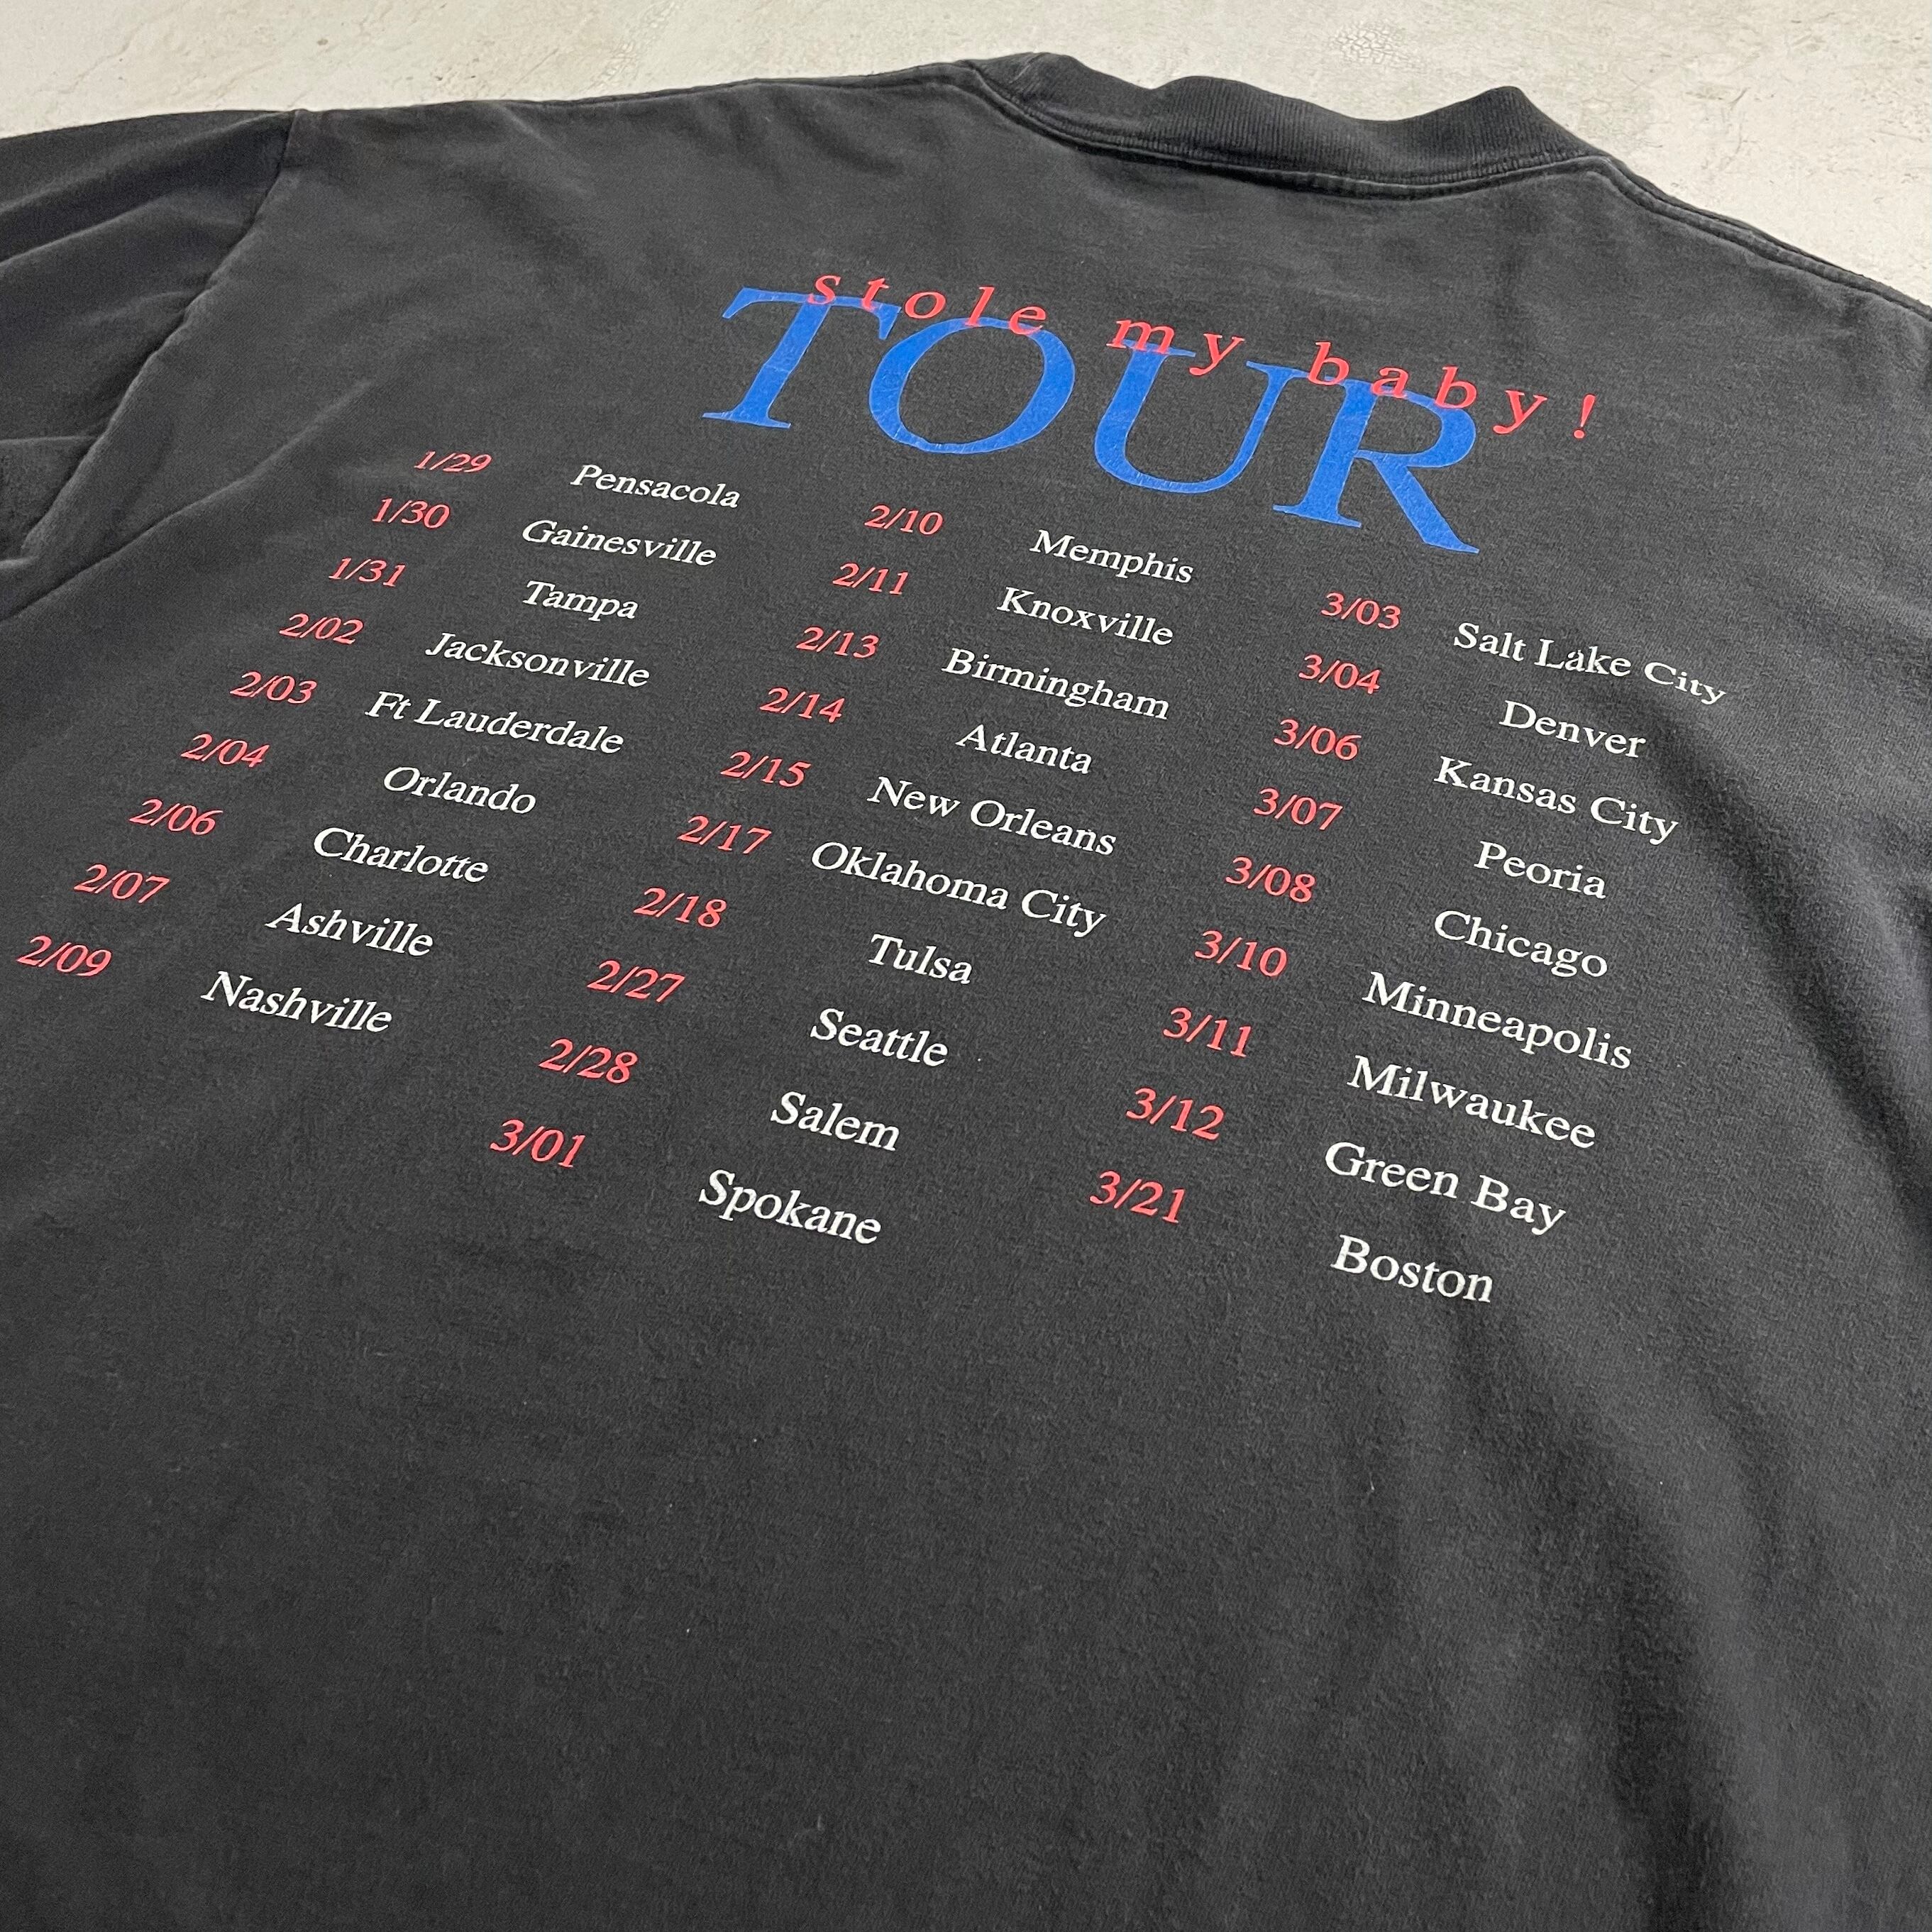 stole my baby!
TOUR
1/29 Pensacola
1/30 Gainesville
1/31 Tampa
2/02 Jacksonville
2/03 Ft Lauderdale
2/04 Orlando
2/06 Charlotte
2/07 Ashville
2/09 Nashville
2/10 Memphis
2/11 Knoxville
2/13 Birmingham
2/14 Atlanta
2/15 New Orleans
2/17 Oklahoma City
2/18 Tulsa
2/27 Seattle
2/28 Salem
3/01 Spokane
3/03 Salt Lake City
3/04 Denver
3/06 Kansas City
3/07 Peoria
3/08 Chicago
3/10 Minneapolis
3/11 Milwaukee
3/12 Green Bay
3/21 Boston